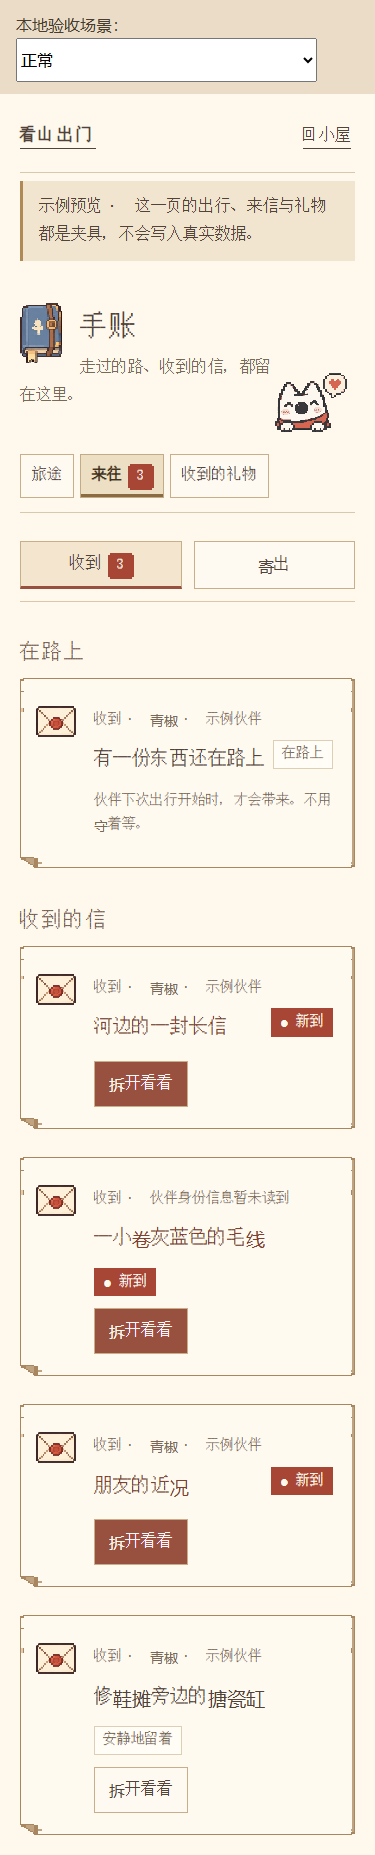 本地验收场景：
正常
看山出门
回小屋
示例预览 · 这一页的出行、来信与礼物
都是夹具，不会写入真实数据。
手账
走过的路、收到的信，都留
在这里。
旅途
来往 3
收到的礼物
收到 3
寄出
在路上
收到 · 青椒 · 示例伙伴
有一份东西还在路上
在路上
伙伴下次出行开始时，才会带来。不用
守着等。
收到的信
收到 · 青椒 · 示例伙伴
河边的一封长信
新到
拆开看看
收到 · 伙伴身份信息暂未读到
一小卷灰蓝色的毛线
新到
拆开看看
收到 · 青椒 · 示例伙伴
朋友的近况
新到
拆开看看
收到 · 青椒 · 示例伙伴
修鞋摊旁边的搪瓷缸
安静地留着
拆开看看